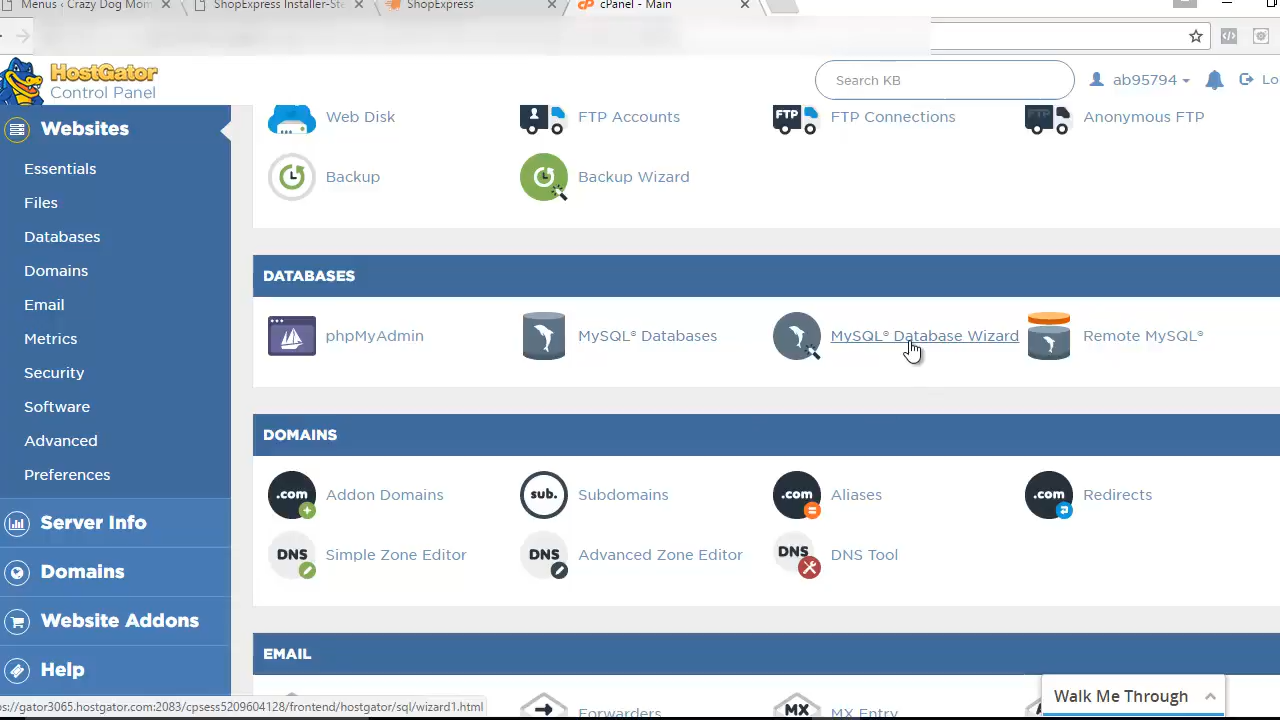 Menus ‹ Crazy Dog Mom
ShopExpress Installer-Ste
ShopExpress
cPanel - Main
HostGator
Control Panel
Search KB
ab95794
Lo
Websites
Essentials
Files
Databases
Domains
Email
Metrics
Security
Software
Advanced
Preferences
Server Info
Domains
Website Addons
Help
Web Disk
FTP Accounts
FTP
FTP Connections
FTP
Anonymous FTP
Backup
Backup Wizard
DATABASES
phpMyAdmin
MySQL® Databases
MySQL® Database Wizard
Remote MySQL®
DOMAINS
.com
Addon Domains
sub.
Subdomains
.com
Aliases
.com
Redirects
DNS
Simple Zone Editor
DNS
Advanced Zone Editor
DNS
DNS Tool
EMAIL
Forwarders
MX
MX Entry
Walk Me Through
s://gator3065.hostgator.com:2083/cpsess5209604128/frontend/hostgator/sql/wizard1.html